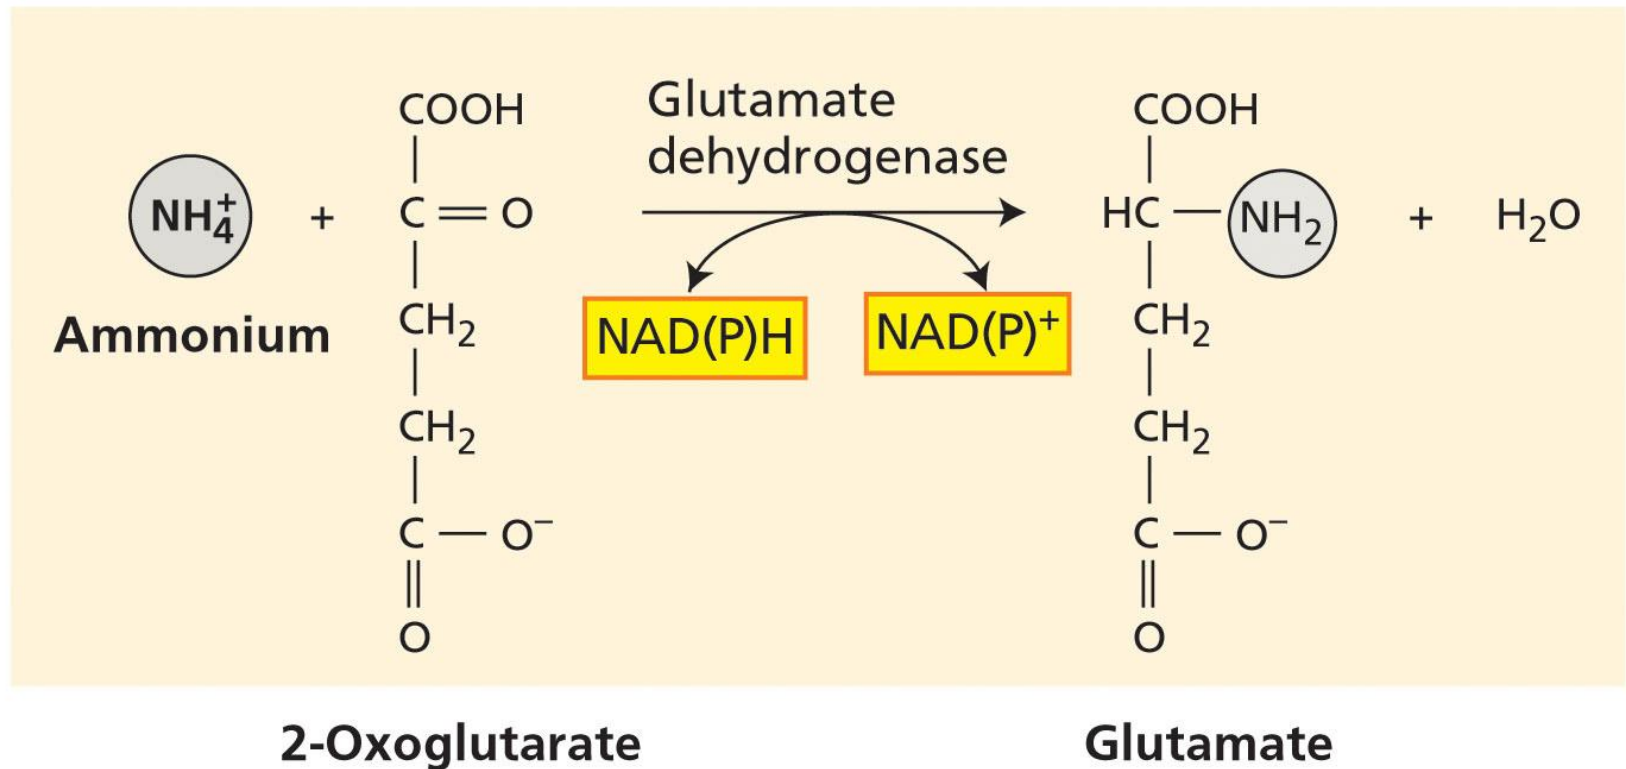 COOH
Glutamate
dehydrogenase
COOH
NH₄⁺ + C = O
HC — NH₂ + H₂O
Ammonium
CH₂
NAD(P)H
NAD(P)⁺
CH₂
CH₂
CH₂
C — O⁻
C — O⁻
O
O
2-Oxoglutarate
Glutamate